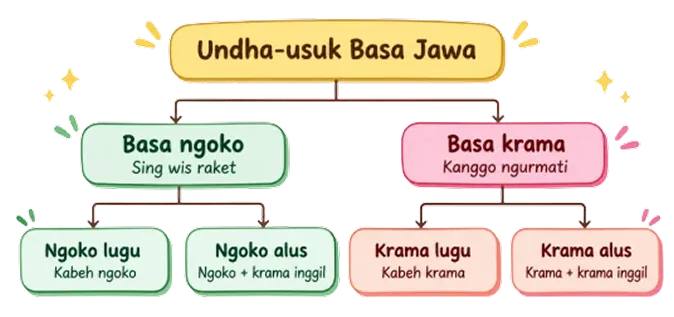 Undha-usuk Basa Jawa
Basa ngoko
Sing wis raket
Basa krama
Kanggo ngurmati
Ngoko lugu
Kabeh ngoko
Ngoko alus
Ngoko + krama inggil
Krama lugu
Kabeh krama
Krama alus
Krama + krama inggil